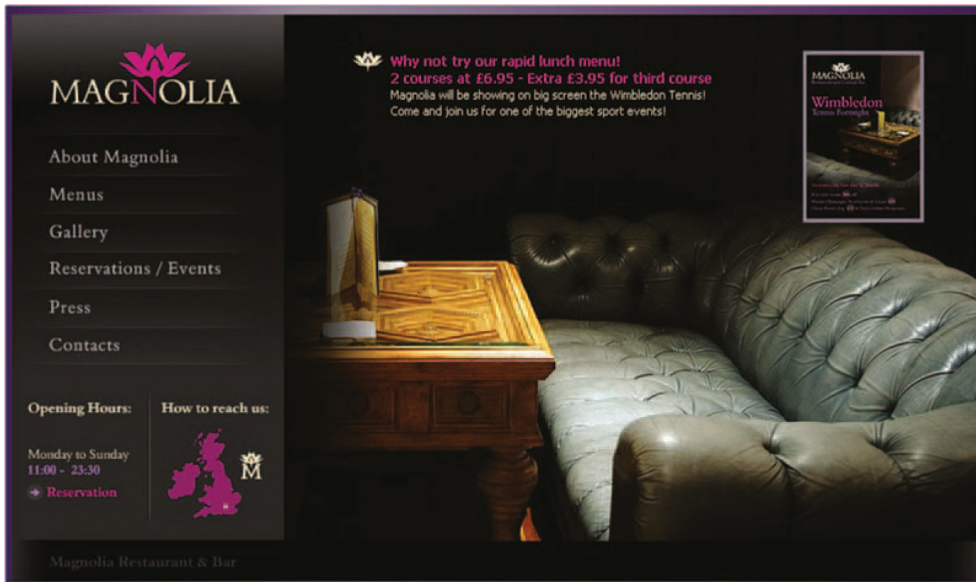 MAGNOLIA
About Magnolia
Menus
Gallery
Reservations / Events
Press
Contacts
Opening Hours:
Monday to Sunday
11:00 - 23:30
Reservation
How to reach us:
M
Why not try our rapid lunch menu!
2 courses at £6.95 - Extra £3.95 for third course
Magnolia will be showing on big screen the Wimbledon Tennis!
Come and join us for one of the biggest sport events!
MAGNOLIA
Wimbledon
Tennis Fortnight
Magnolia Restaurant & Bar